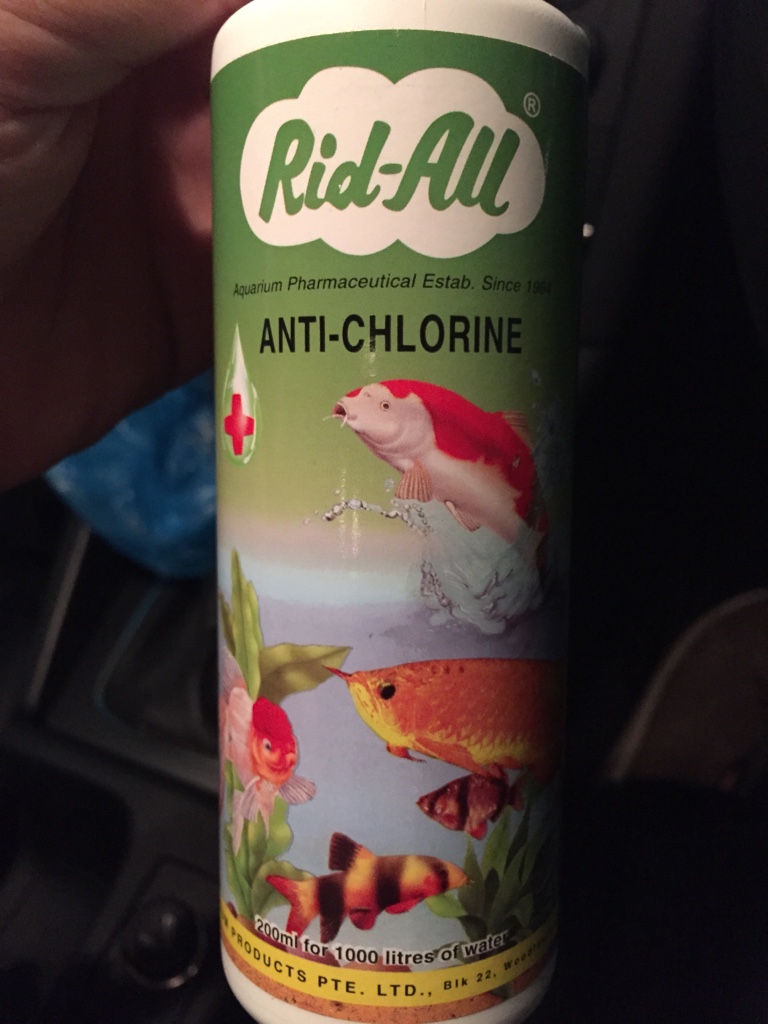 Rid-All ®
Aquarium Pharmaceutical Estab. Since
ANTI-CHLORINE
200ml for 1000 litres of water
PRODUCTS PTE. LTD., Blk 22,